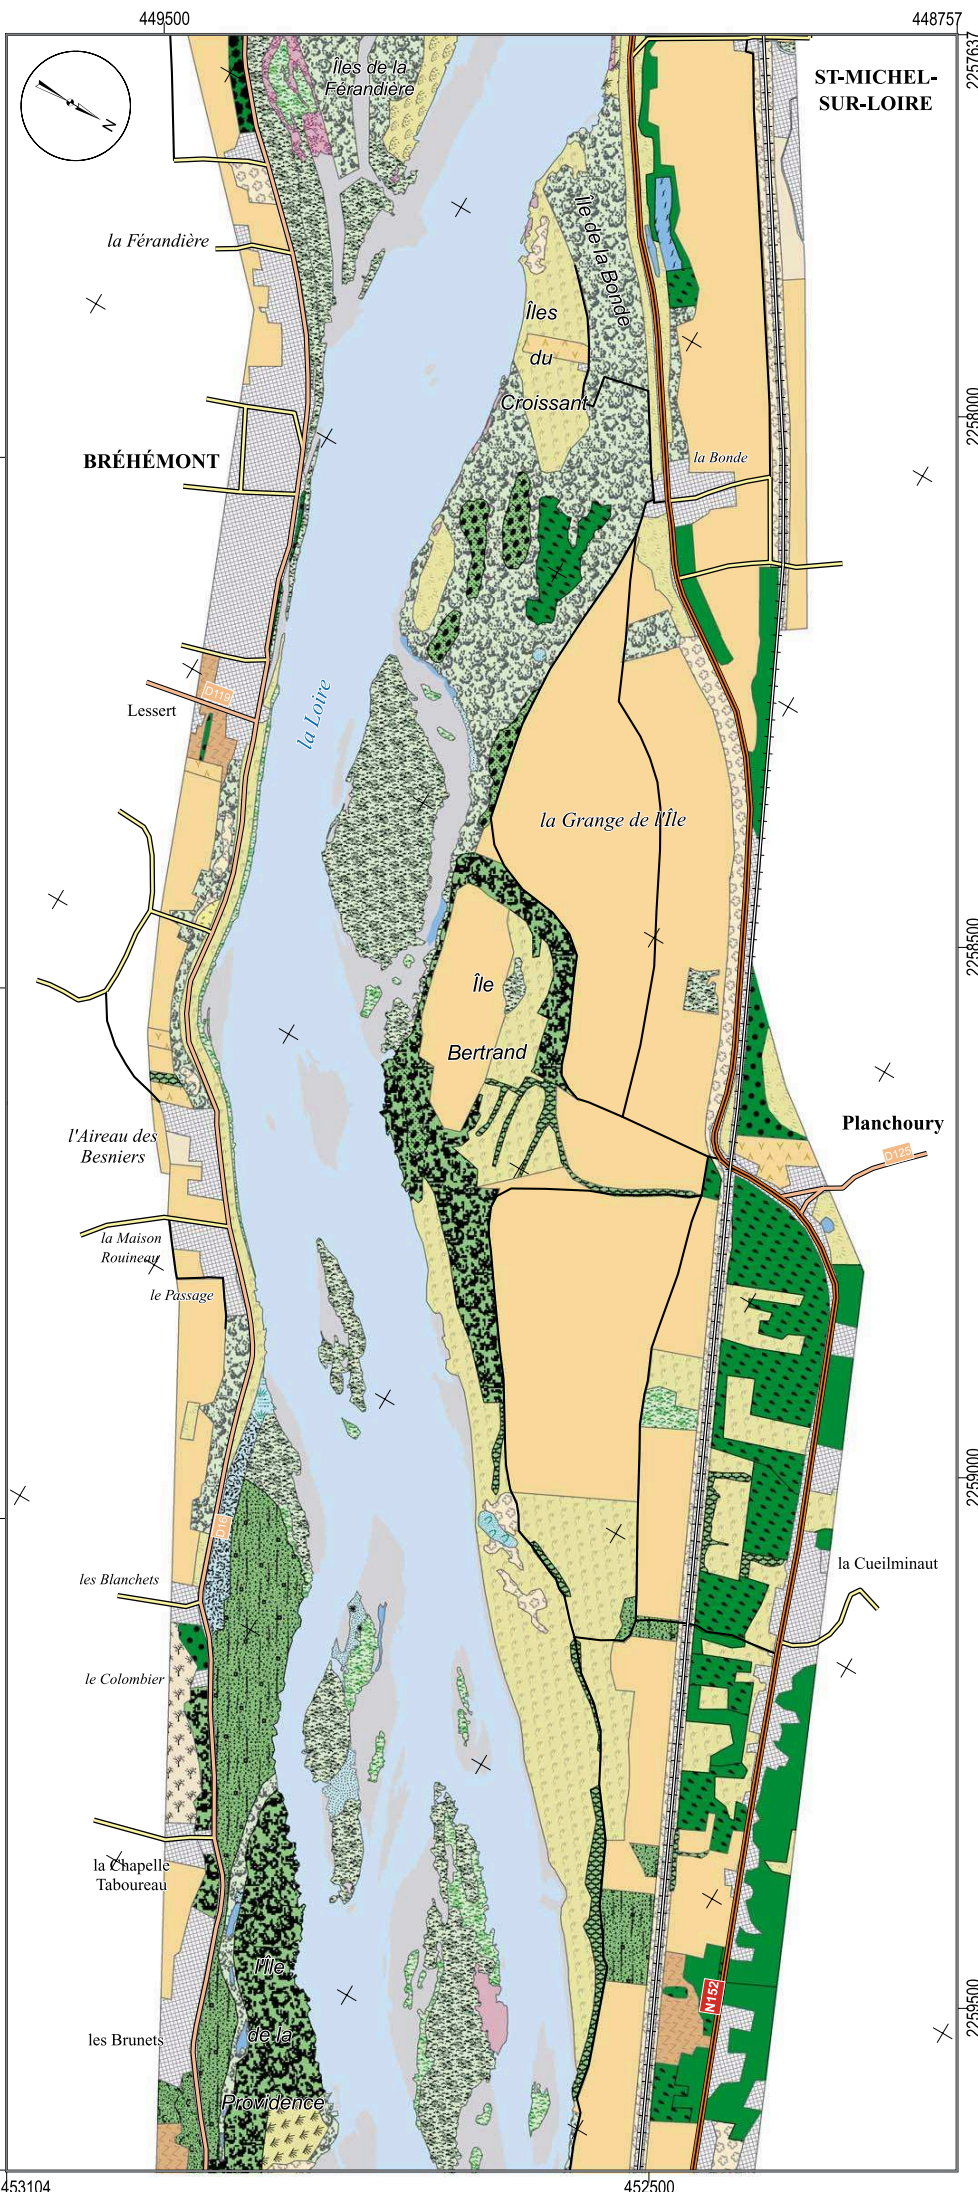 449500
448757
2257637
Îles de la
Férandière
ST-MICHEL-
SUR-LOIRE
N
la Férandière
Île de la Bonde
Îles
du
Croissant
2258000
BRÉHÉMONT
la Bonde
D119
Lessert
la Loire
la Grange de l'Île
2258500
Île
Bertrand
l'Aireau des
Besniers
Planchoury
D125
la Maison
Rouineau
le Passage
2259000
D16
les Blanchets
la Cueilminaut
le Colombier
la Chapelle
Taboureau
l'Île
de la
Providence
N152
2259500
les Brunets
453104
452500